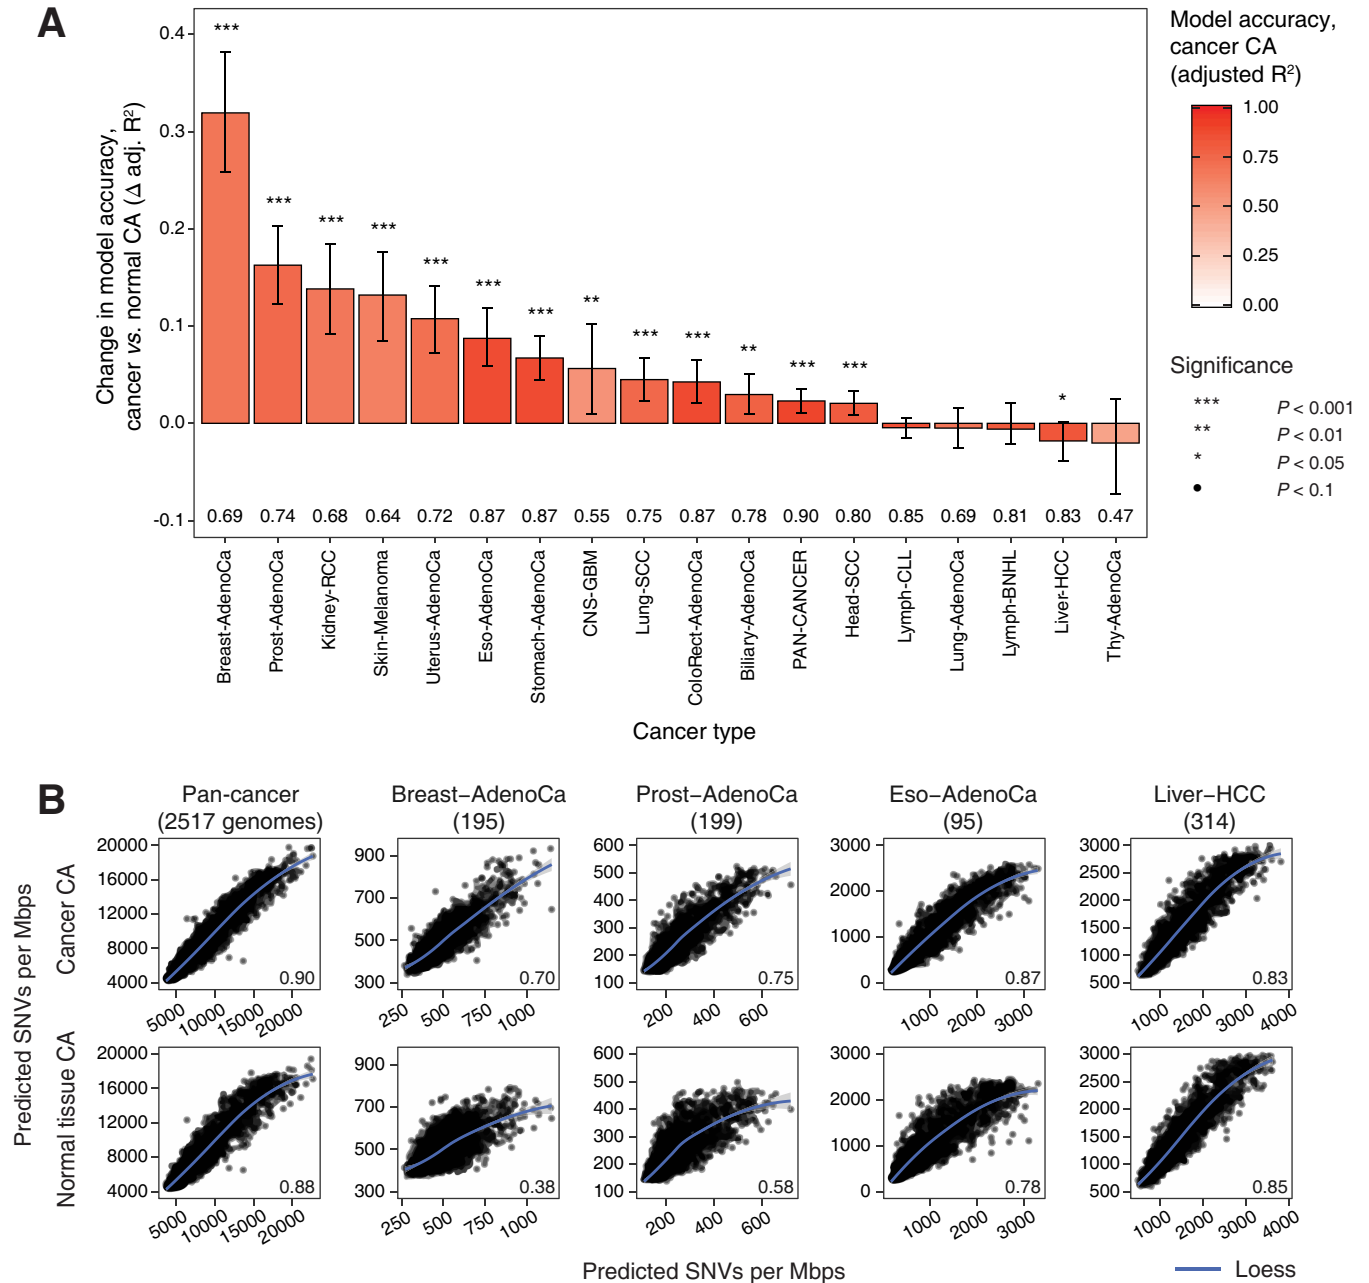 A
Change in model accuracy,
cancer vs. normal CA (Δ adj. R²)
0.4
0.3
0.2
0.1
0.0
-0.1
***
***
***
***
***
***
***
**
***
***
**
***
***
*
0.69 0.74 0.68 0.64 0.72 0.87 0.87 0.55 0.75 0.87 0.78 0.90 0.80 0.85 0.69 0.81 0.83 0.47
Breast-AdenoCa
Prost-AdenoCa
Kidney-RCC
Skin-Melanoma
Uterus-AdenoCa
Eso-AdenoCa
Stomach-AdenoCa
CNS-GBM
Lung-SCC
ColoRect-AdenoCa
Biliary-AdenoCa
PAN-CANCER
Head-SCC
Lymph-CLL
Lung-AdenoCa
Lymph-BNHL
Liver-HCC
Thy-AdenoCa
Cancer type
Model accuracy,
cancer CA
(adjusted R²)
1.00
0.75
0.50
0.25
0.00
Significance
*** P < 0.001
** P < 0.01
* P < 0.05
● P < 0.1
B
Predicted SNVs per Mbps
Cancer CA
Normal tissue CA
Pan-cancer
(2517 genomes)
Breast–AdenoCa
(195)
Prost–AdenoCa
(199)
Eso–AdenoCa
(95)
Liver–HCC
(314)
20000
16000
12000
8000
4000
0.90
5000 10000 15000 20000
900
700
500
300
0.70
250 500 750 1000
600
500
400
300
200
100
0.75
200 400 600
3000
2000
1000
0
0.87
1000 2000 3000
3000
2500
2000
1500
1000
500
0.83
1000 2000 3000 4000
20000
16000
12000
8000
4000
0.88
5000 10000 15000 20000
900
700
500
300
0.38
250 500 750 1000
600
500
400
300
200
100
0.58
200 400 600
3000
2000
1000
0
0.78
1000 2000 3000
3000
2500
2000
1500
1000
500
0.85
1000 2000 3000 4000
Predicted SNVs per Mbps
Loess